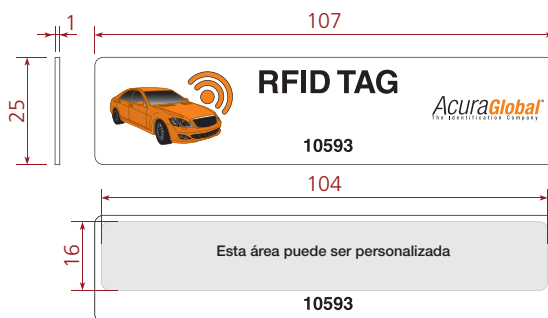 1
107
25
RFID TAG
AcuraGlobal
The Identification Company
10593
104
16
Esta área puede ser personalizada
10593